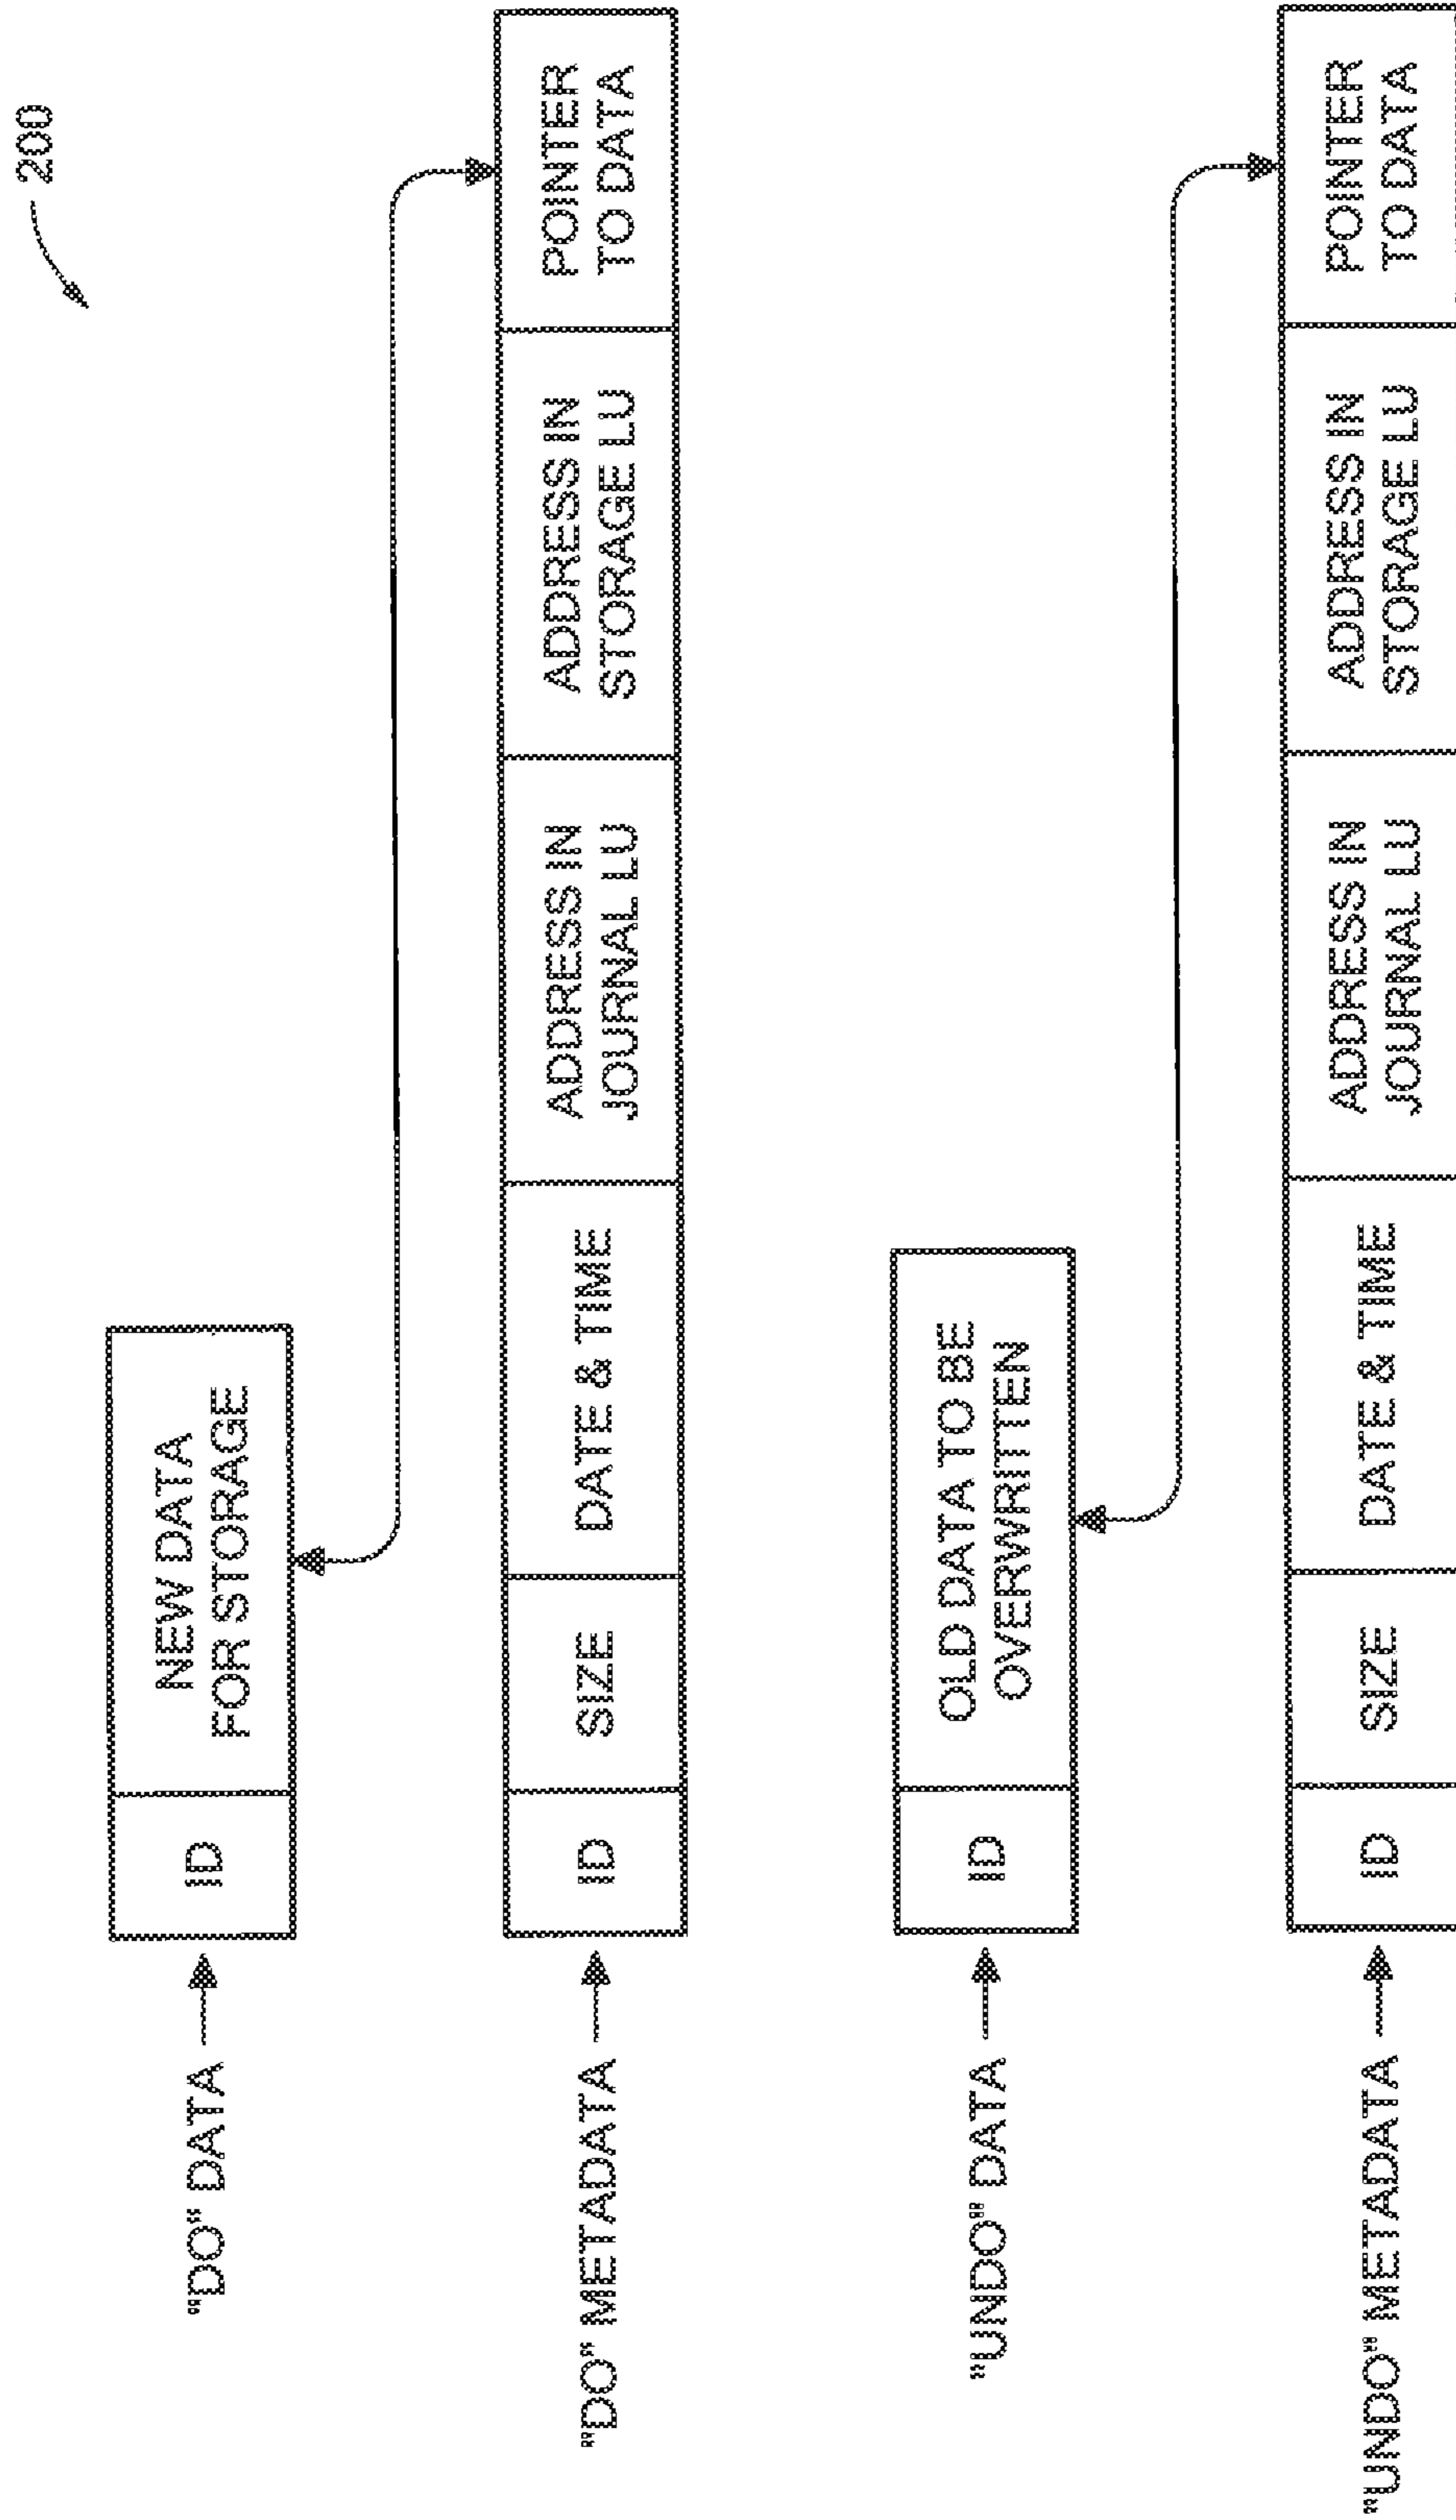 200
"DO" DATA
ID
NEW DATA
FOR STORAGE
"DO" METADATA
ID
SIZE
DATE & TIME
ADDRESS IN
JOURNAL LU
ADDRESS IN
STORAGE LU
POINTER
TO DATA
"UNDO" DATA
ID
OLD DATA TO BE
OVERWRITTEN
"UNDO" METADATA
ID
SIZE
DATE & TIME
ADDRESS IN
JOURNAL LU
ADDRESS IN
STORAGE LU
POINTER
TO DATA